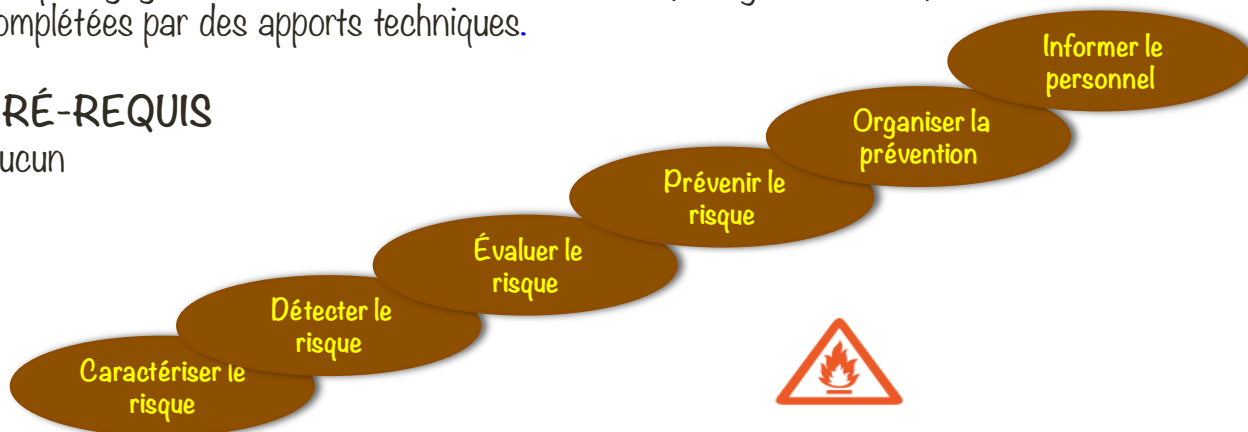 omplétées par des apports techniques.
RÉ-REQUIS
ucun
Informer le
personnel
Organiser la
prévention
Prévenir le
risque
Évaluer le
risque
Détecter le
risque
Caractériser le
risque